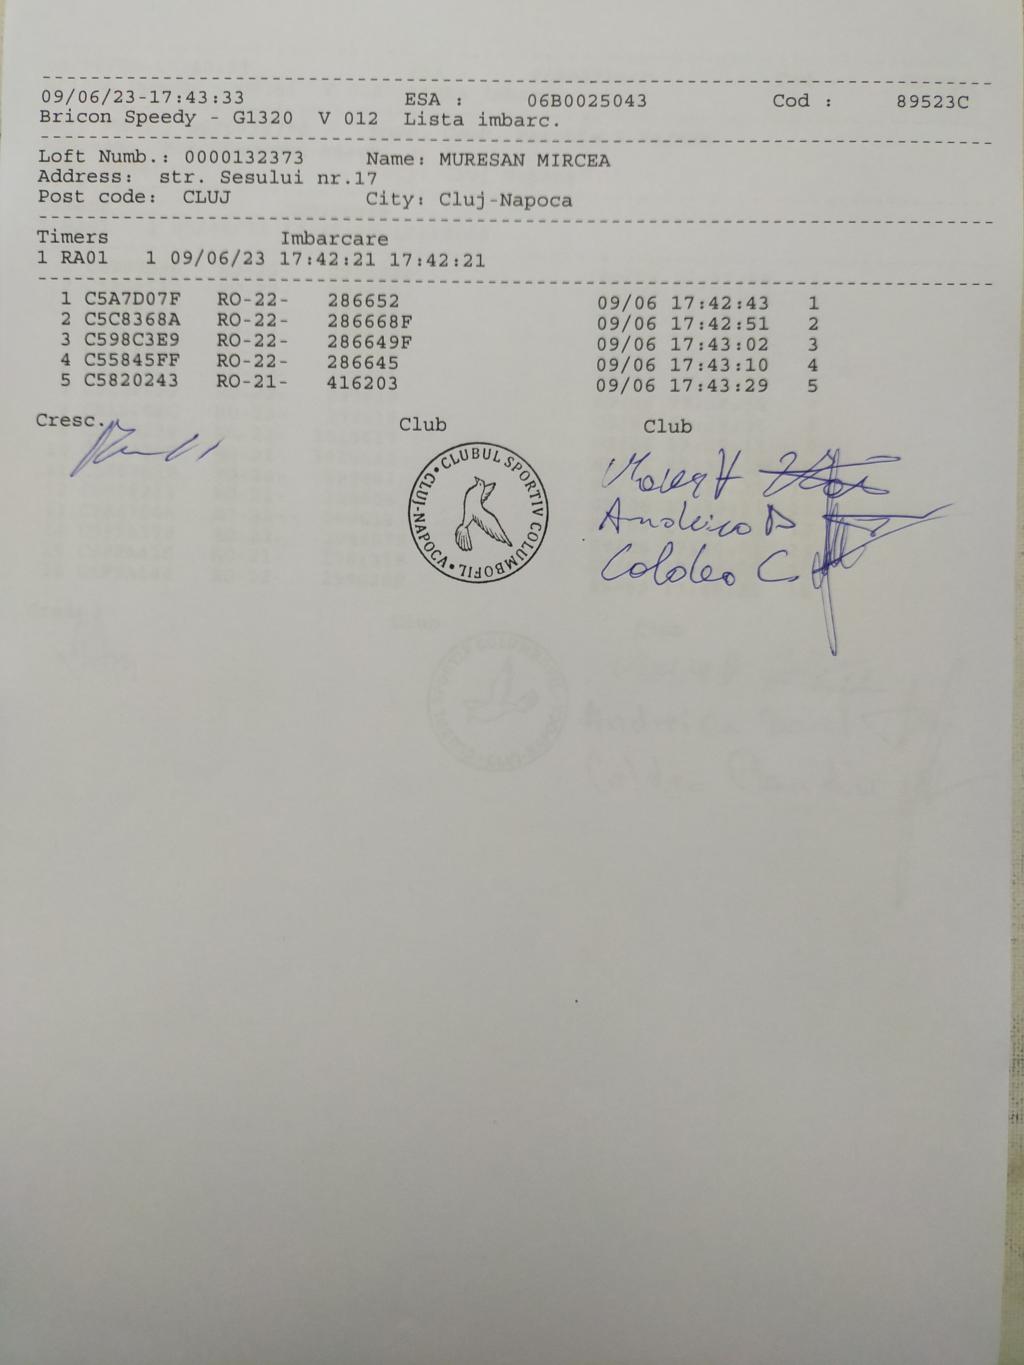 09/06/23-17:43:33 ESA : 06B0025043 Cod : 89523C
Bricon Speedy - G1320 V 012 Lista imbarc.
Loft Numb.: 0000132373 Name: MURESAN MIRCEA
Address: str. Sesului nr.17
Post code: CLUJ City: Cluj-Napoca
Timers Imbarcare
1 RA01 1 09/06/23 17:42:21 17:42:21
1 C5A7D07F RO-22- 286652 09/06 17:42:43 1
2 C5C8368A RO-22- 286668F 09/06 17:42:51 2
3 C598C3E9 RO-22- 286649F 09/06 17:43:02 3
4 C55845FF RO-22- 286645 09/06 17:43:10 4
5 C5820243 RO-21- 416203 09/06 17:43:29 5
Cresc. Club Club
CLUBUL SPORTIV COLUMBOFIL • CLUJ-NAPOCA •
Andreica D
Coldea C.